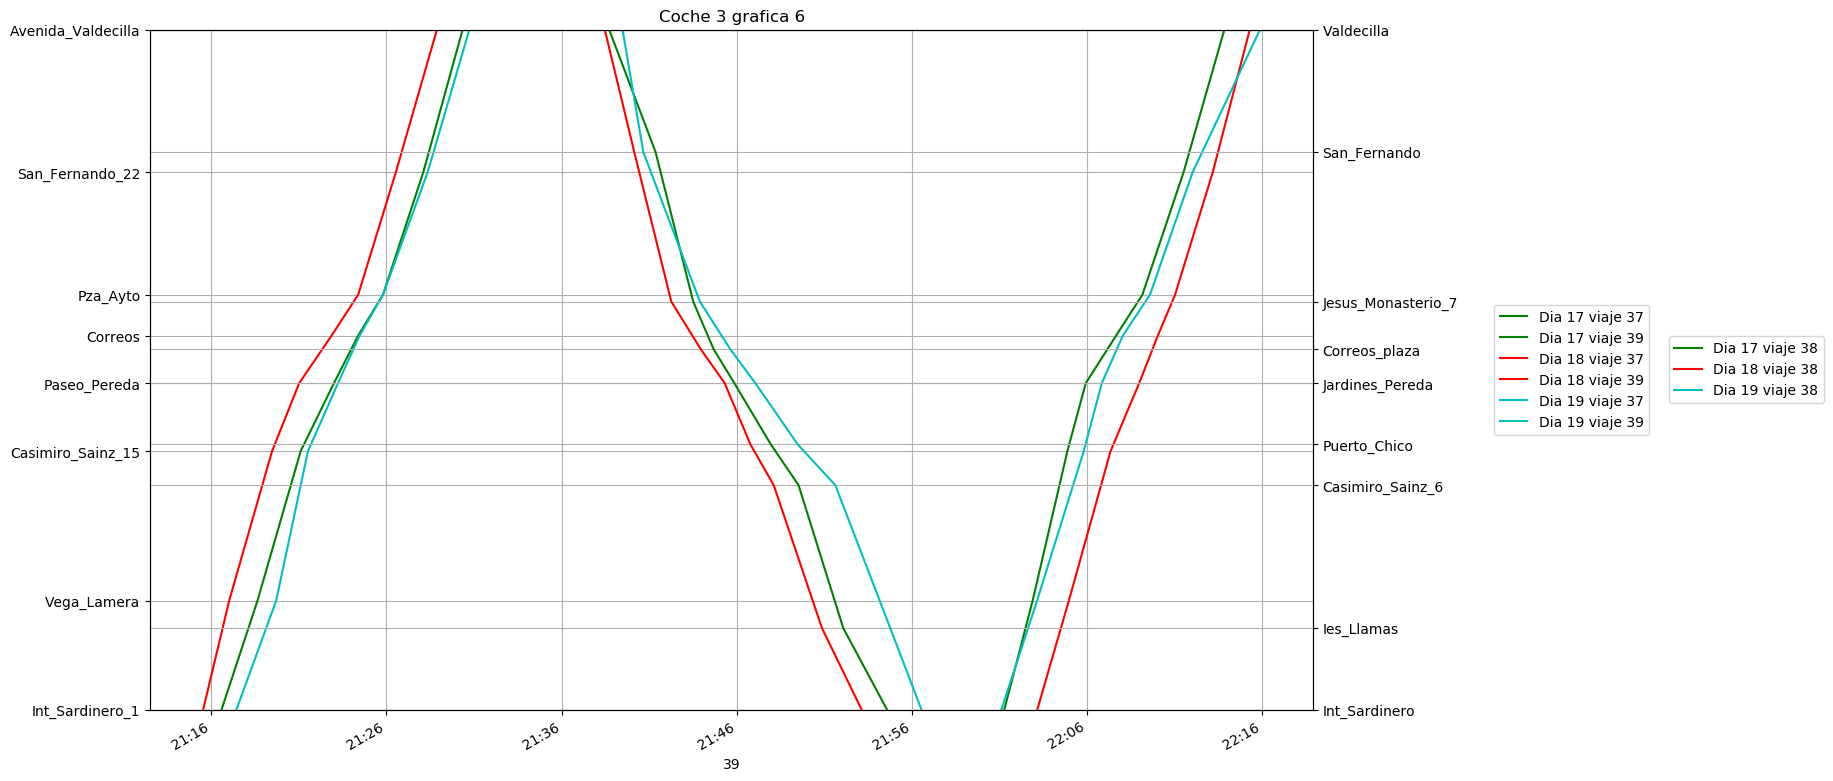 Coche 3 grafica 6
Avenida_Valdecilla
San_Fernando_22
Pza_Ayto
Correos
Paseo_Pereda
Casimiro_Sainz_15
Vega_Lamera
Int_Sardinero_1
Valdecilla
San_Fernando
Jesus_Monasterio_7
Correos_plaza
Jardines_Pereda
Puerto_Chico
Casimiro_Sainz_6
Ies_Llamas
Int_Sardinero
21:16
21:26
21:36
21:46
21:56
22:06
22:16
39
Dia 17 viaje 37
Dia 17 viaje 39
Dia 18 viaje 37
Dia 18 viaje 39
Dia 19 viaje 37
Dia 19 viaje 39
Dia 17 viaje 38
Dia 18 viaje 38
Dia 19 viaje 38